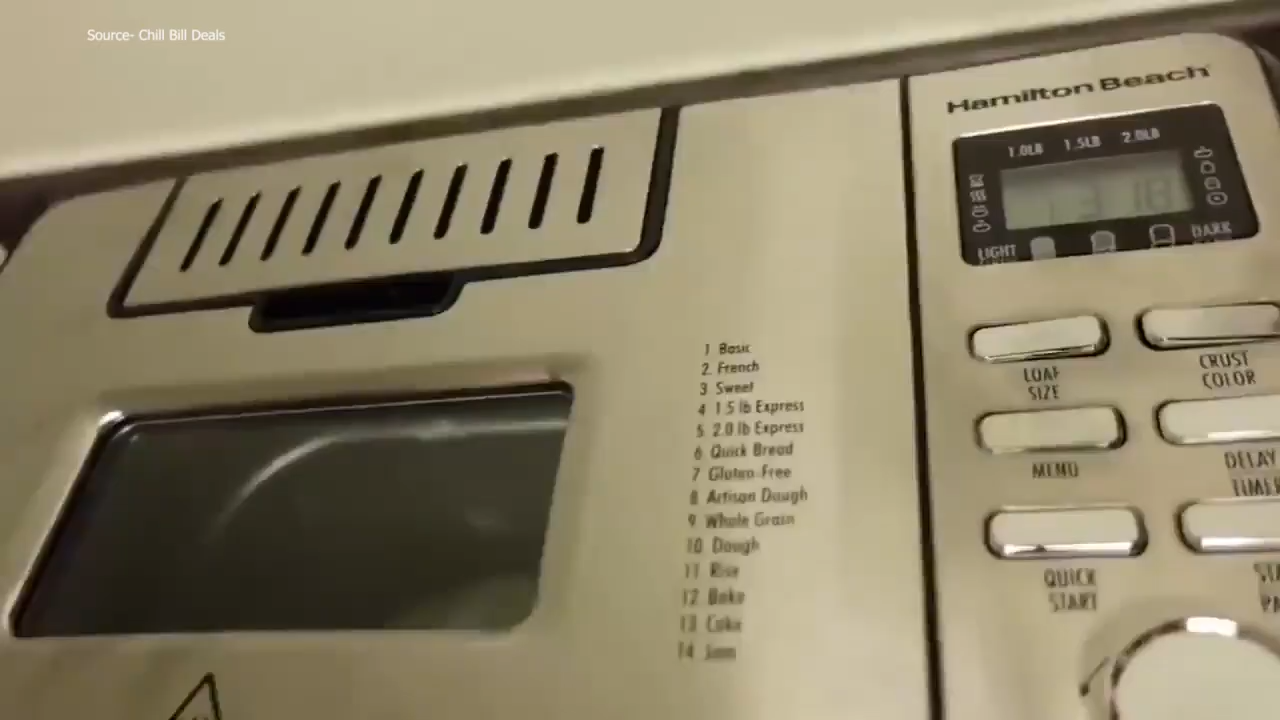 Source- Chill Bill Deals
Hamilton Beach
1.0LB 1.5LB 2.0LB
LIGHT DARK
1 Basic
2 French
3 Sweet
4 1.5 lb Express
5 2.0 lb Express
6 Quick Bread
7 Gluten-Free
8 Artisan Dough
9 Whole Grain
10 Dough
11 Rise
12 Bake
13 Cake
14 Jam
LOAF
SIZE
CRUST
COLOR
MENU
DELAY
TIMER
QUICK
START